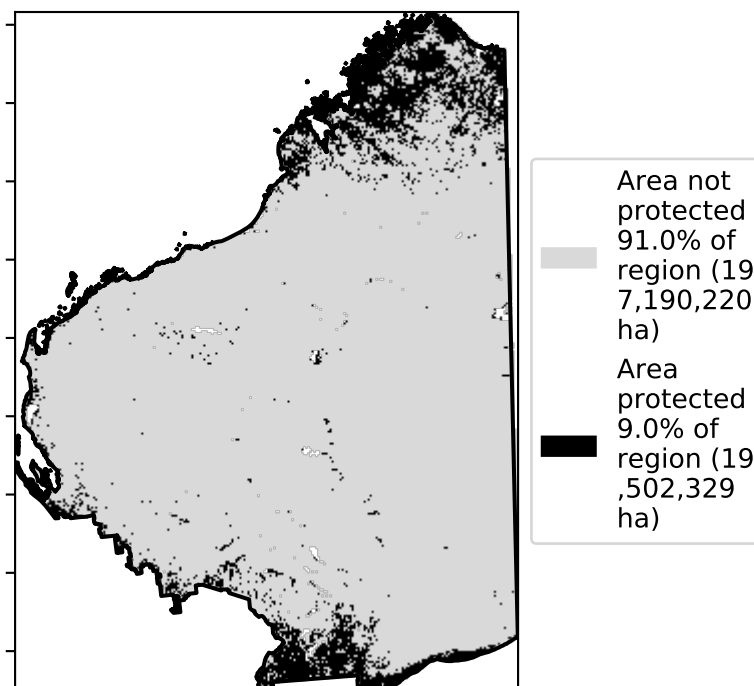 Area not
protected
91.0% of
region (19
7,190,220
ha)
Area
protected
9.0% of
region (19
,502,329
ha)